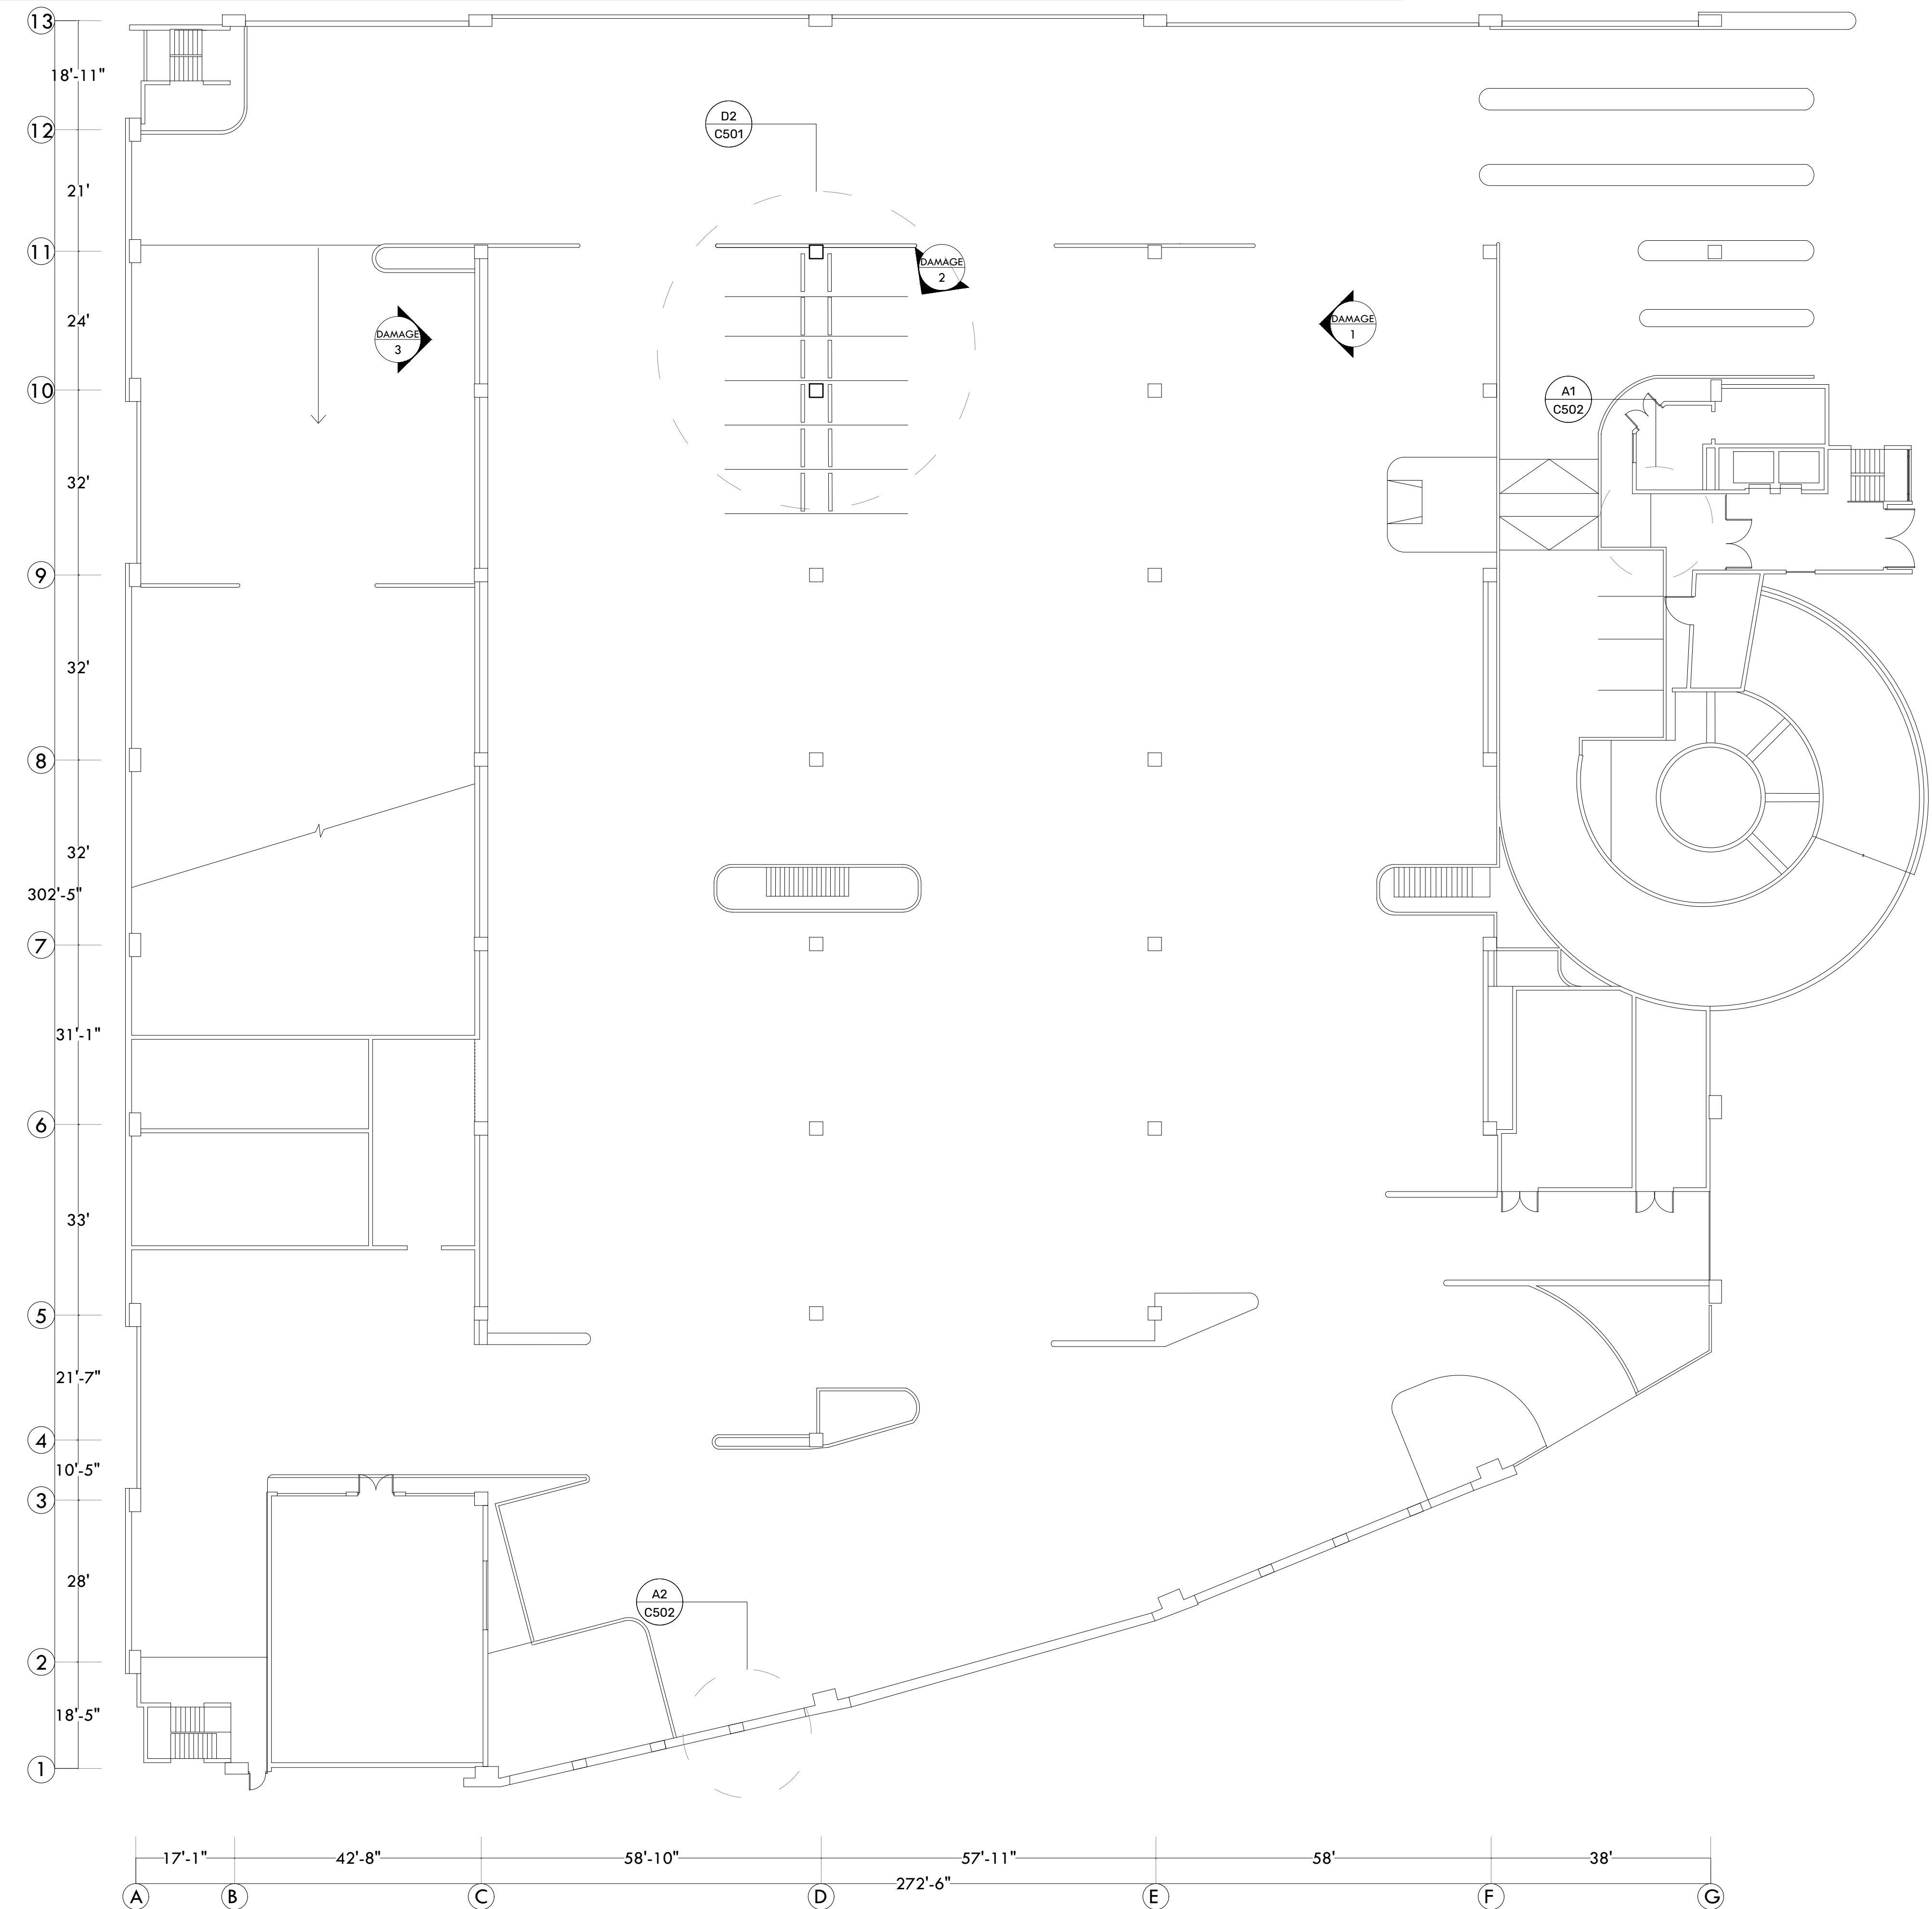 13
18'-11"
12
21'
11
24'
10
32'
9
32'
8
32'
302'-5"
7
31'-1"
6
33'
5
21'-7"
4
10'-5"
3
28'
2
18'-5"
1
D2
C501
DAMAGE
2
DAMAGE
3
DAMAGE
1
A1
C502
A2
C502
17'-1"
42'-8"
58'-10"
57'-11"
58'
38'
272'-6"
A
B
C
D
E
F
G